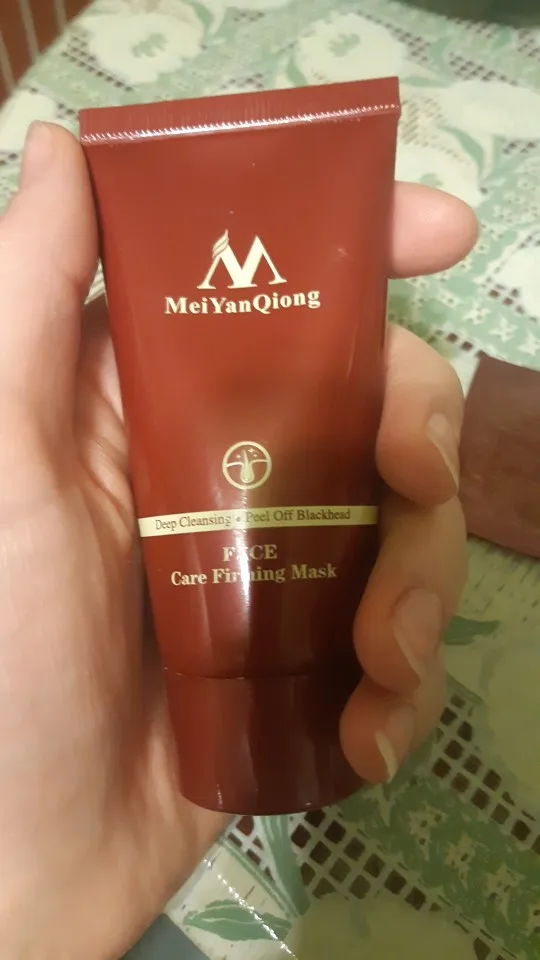 MeiYanQiong
Deep Cleansing • Peel Off Blackhead
FACE
Care Firming Mask